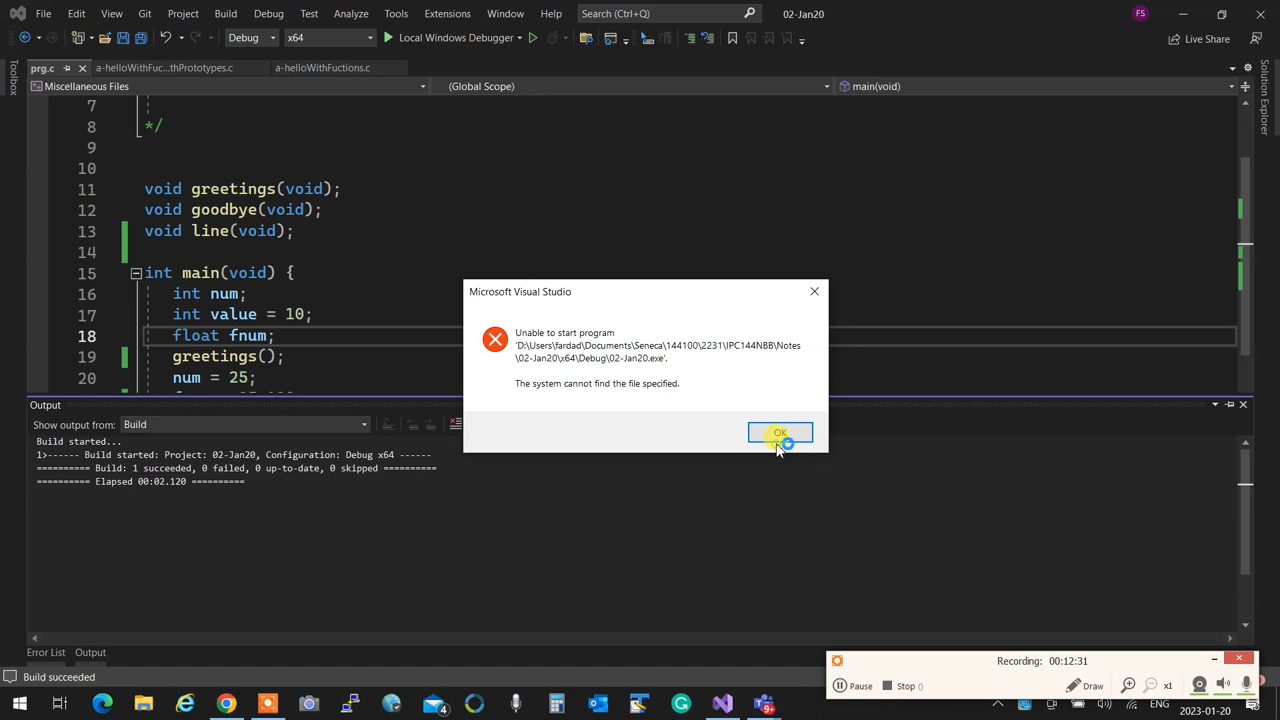 File Edit View Git Project Build Debug Test Analyze Tools Extensions Window Help Search (Ctrl+Q) 02-Jan20 FS
Debug x64 Local Windows Debugger Live Share
Toolbox
prg.c a-helloWithFuc...thPrototypes.c a-helloWithFuctions.c
Solution Explorer
Miscellaneous Files (Global Scope) main(void)
7
8 */
9
10
11 void greetings(void);
12 void goodbye(void);
13 void line(void);
14
15 int main(void) {
16 int num;
17 int value = 10;
18 float fnum;
19 greetings();
20 num = 25;
Microsoft Visual Studio
Unable to start program
'D:\Users\fardad\Documents\Seneca\144100\2231\IPC144NBB\Notes
\02-Jan20\x64\Debug\02-Jan20.exe'.
The system cannot find the file specified.
OK
Output
Show output from: Build
Build started...
1>------ Build started: Project: 02-Jan20, Configuration: Debug x64 ------
========== Build: 1 succeeded, 0 failed, 0 up-to-date, 0 skipped ==========
========== Elapsed 00:02.120 ==========
Error List Output
Build succeeded
Recording: 00:12:31
Pause Stop () Draw x1
4 9+ ENG 2023-01-20